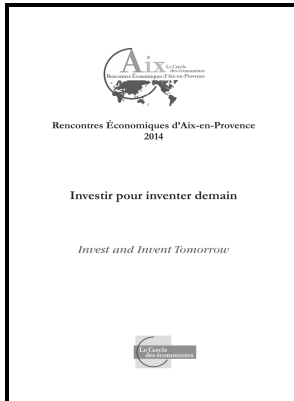 Aix
Le Cercle
des économistes
Rencontres Économiques d'Aix-en-Provence
Rencontres Économiques d'Aix-en-Provence
2014
Investir pour inventer demain
Invest and Invent Tomorrow
Le Cercle
des économistes